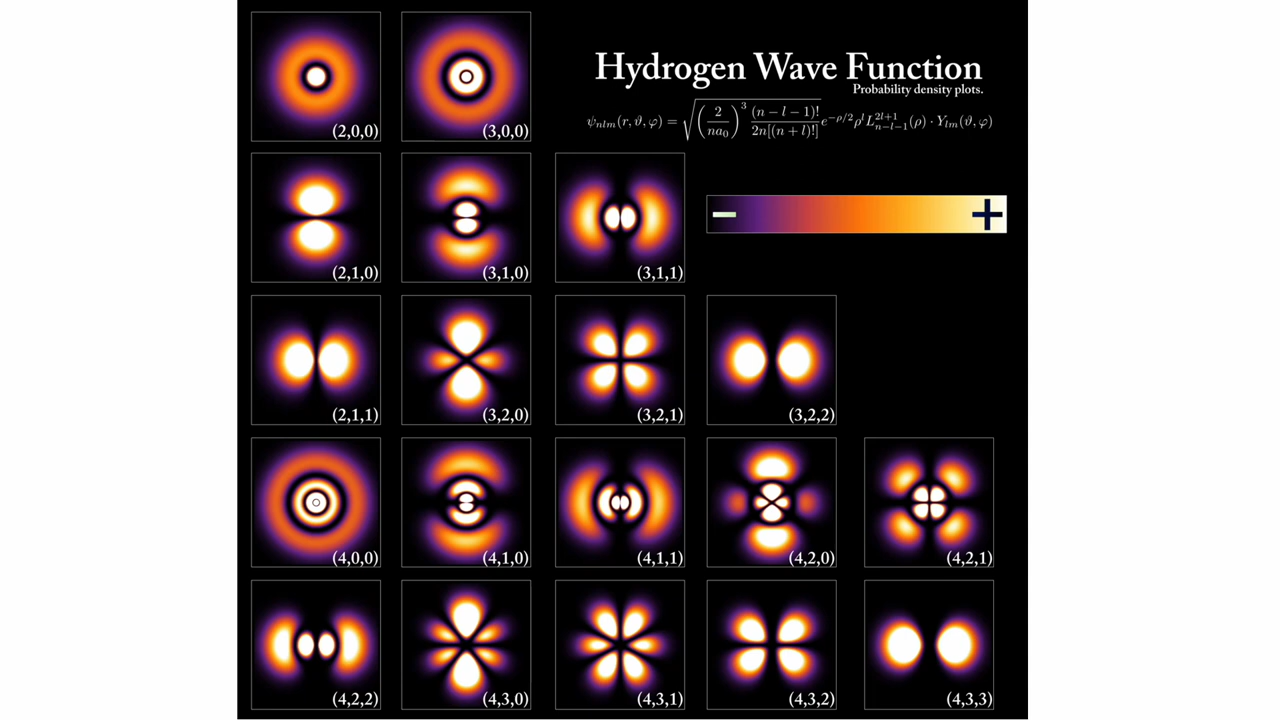 Hydrogen Wave Function
Probability density plots.
ψnlm(r, ϑ, φ) = √((2/na0)^3 (n − l − 1)!/2n[(n + l)!]) e^−ρ/2 ρ^l L^2l+1_n−l−1(ρ) · Ylm(ϑ, φ)
(2,0,0) (3,0,0)
− +
(2,1,0) (3,1,0) (3,1,1)
(2,1,1) (3,2,0) (3,2,1) (3,2,2)
(4,0,0) (4,1,0) (4,1,1) (4,2,0) (4,2,1)
(4,2,2) (4,3,0) (4,3,1) (4,3,2) (4,3,3)